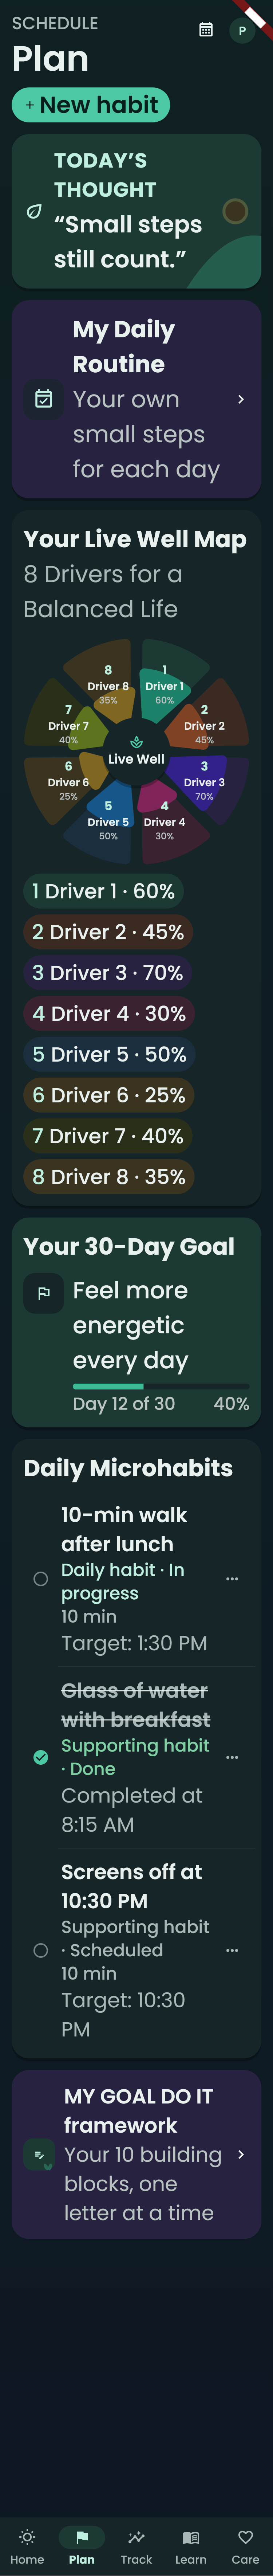 SCHEDULE
Plan
+ New habit
P
TODAY'S
THOUGHT
“Small steps
still count.”
My Daily
Routine
Your own
small steps
for each day
Your Live Well Map
8 Drivers for a
Balanced Life
8
Driver 8
35%
1
Driver 1
60%
7
Driver 7
40%
2
Driver 2
45%
Live Well
6
Driver 6
25%
3
Driver 3
70%
5
Driver 5
50%
4
Driver 4
30%
1 Driver 1 · 60%
2 Driver 2 · 45%
3 Driver 3 · 70%
4 Driver 4 · 30%
5 Driver 5 · 50%
6 Driver 6 · 25%
7 Driver 7 · 40%
8 Driver 8 · 35%
Your 30-Day Goal
Feel more
energetic
every day
Day 12 of 30 40%
Daily Microhabits
10-min walk
after lunch
Daily habit · In
progress
10 min
Target: 1:30 PM
Glass of water
with breakfast
Supporting habit
· Done
Completed at
8:15 AM
Screens off at
10:30 PM
Supporting habit
· Scheduled
10 min
Target: 10:30
PM
MY GOAL DO IT
framework
Your 10 building
blocks, one
letter at a time
Home Plan Track Learn Care